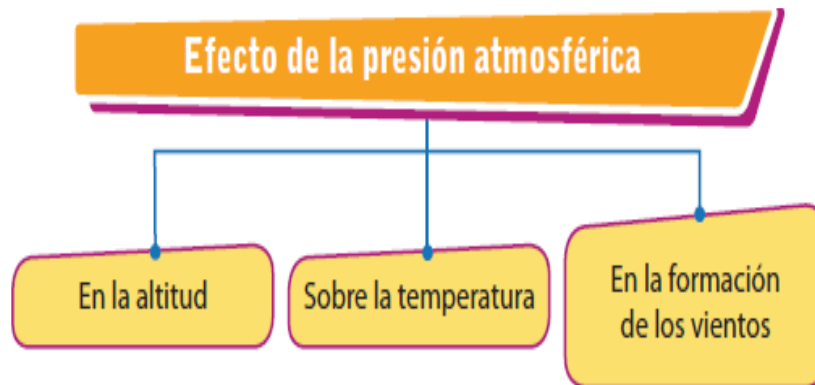 Efecto de la presión atmosférica
En la altitud
Sobre la temperatura
En la formación
de los vientos